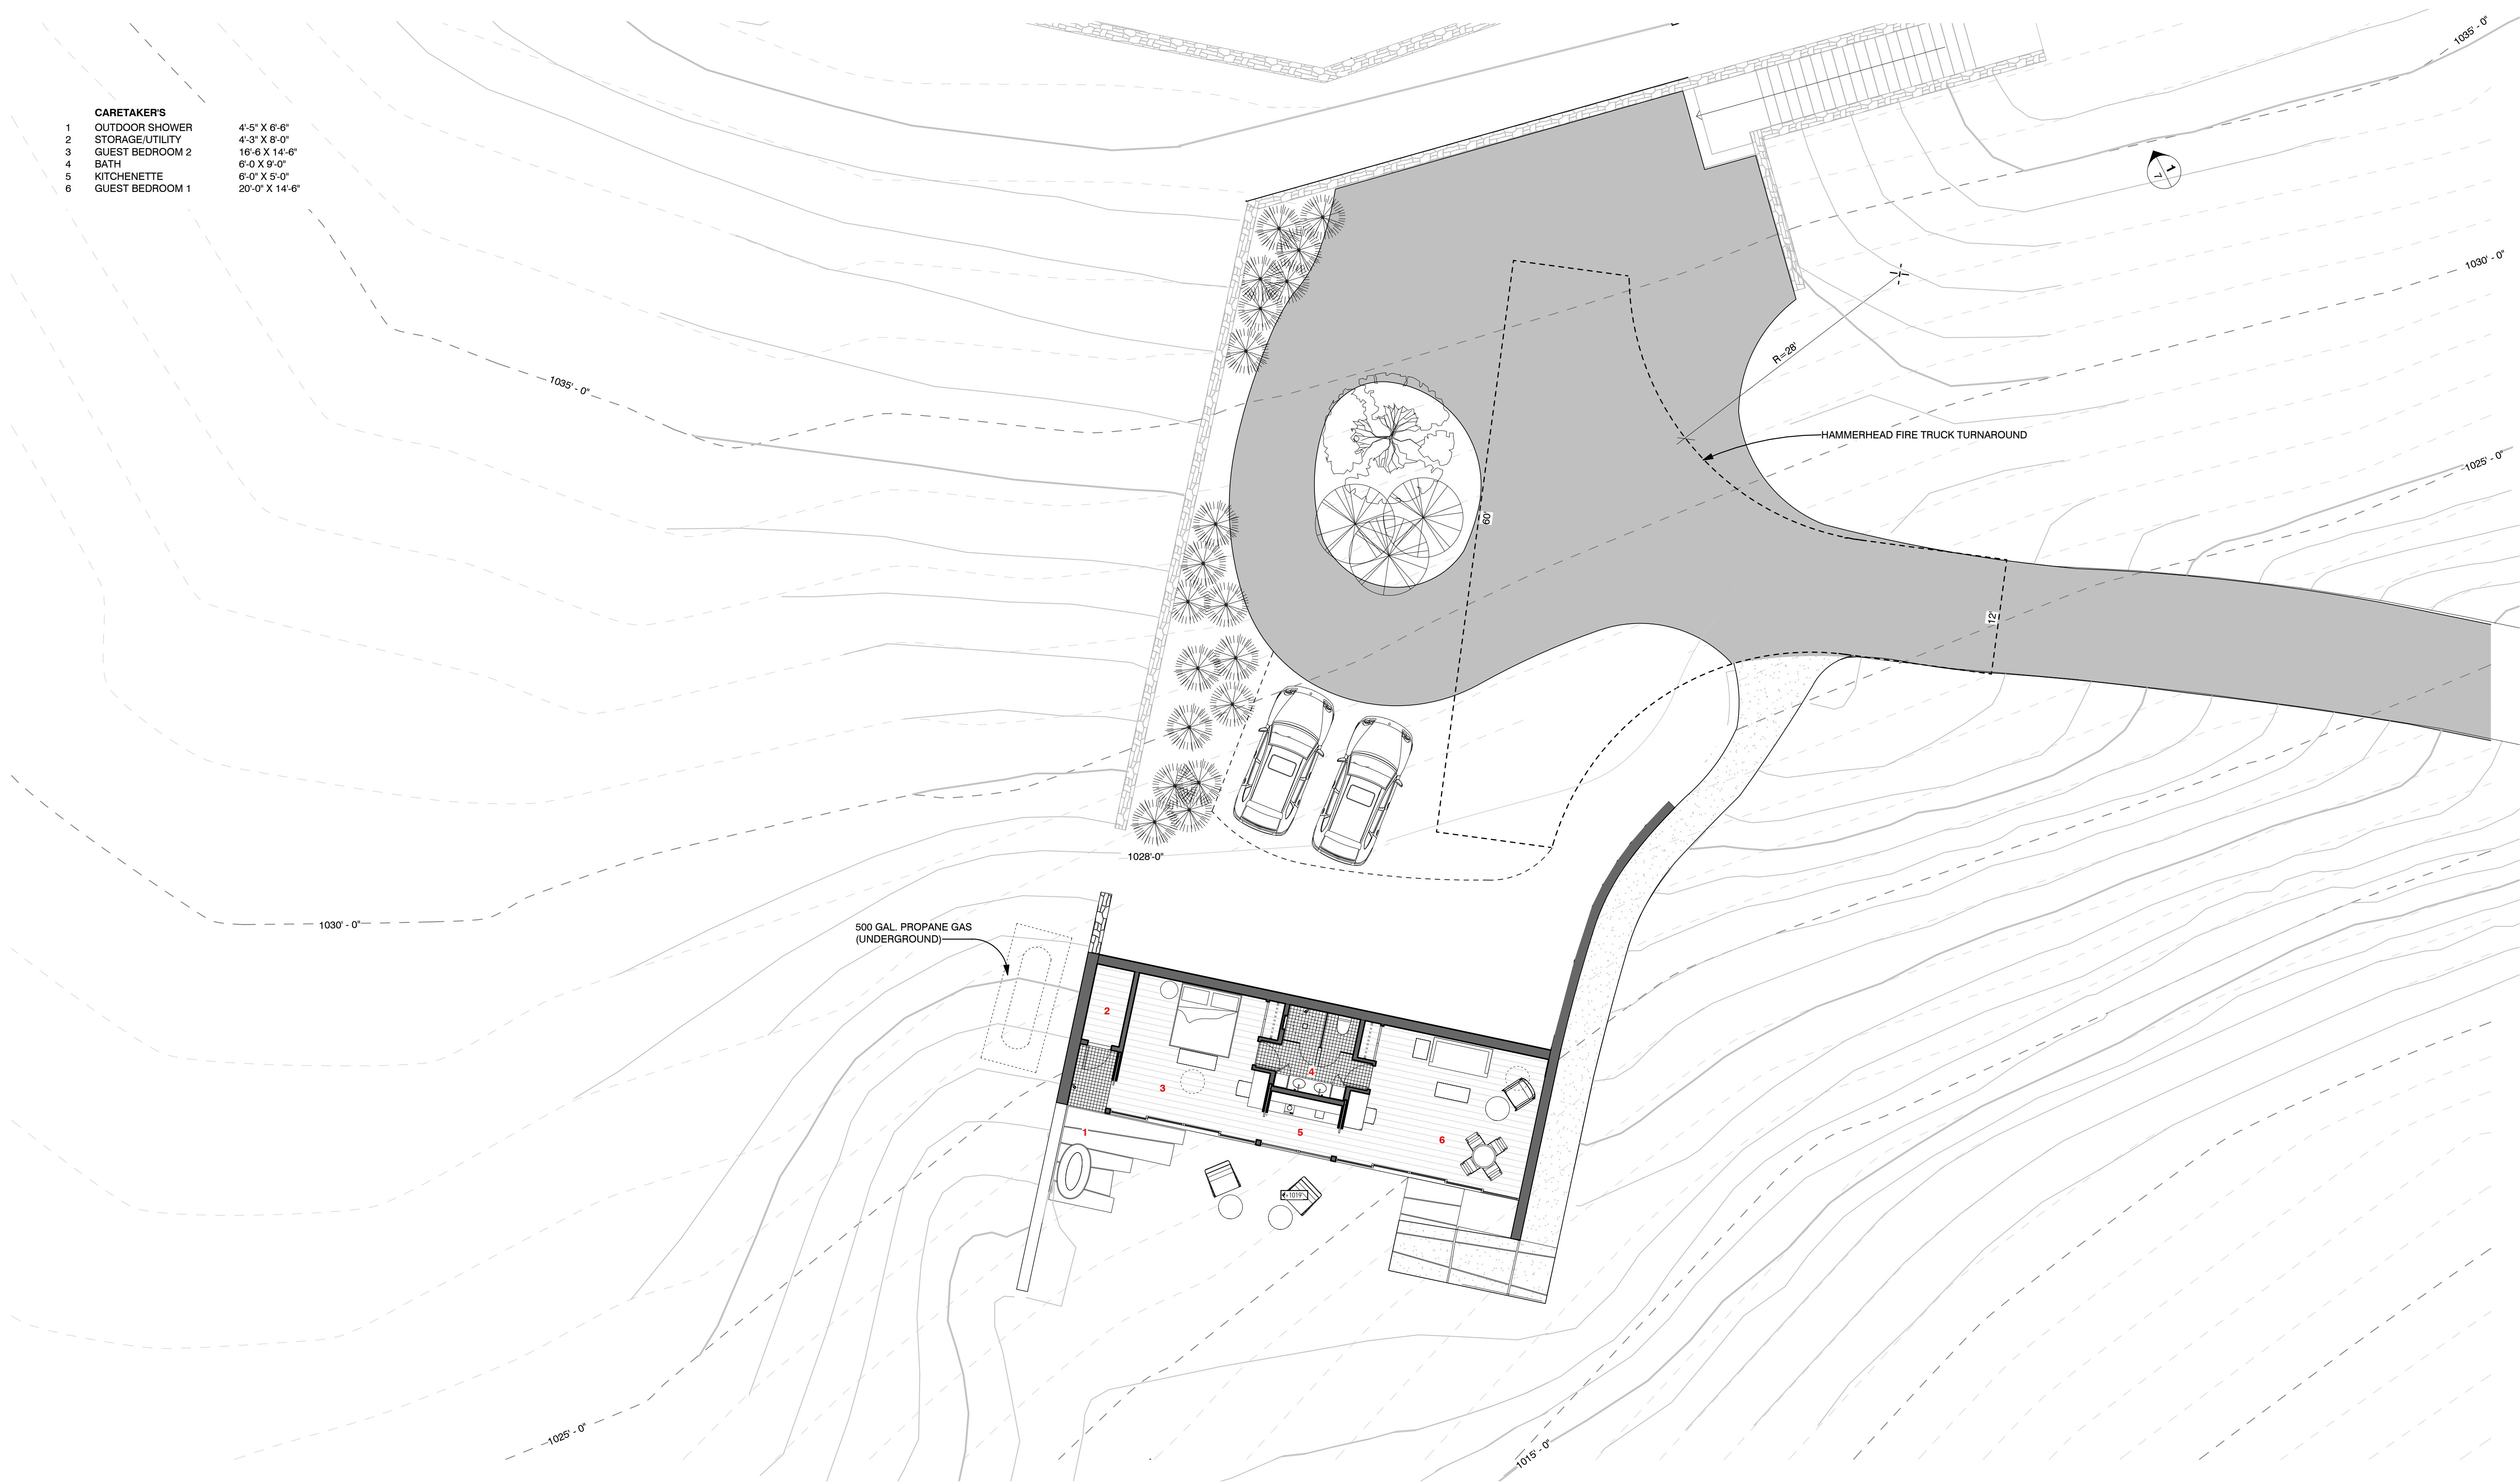 CARETAKER'S
1 OUTDOOR SHOWER 4'-5" X 6'-6"
2 STORAGE/UTILITY 4'-3" X 8'-0"
3 GUEST BEDROOM 2 16'-6 X 14'-6"
4 BATH 6'-0 X 9'-0"
5 KITCHENETTE 6'-0" X 5'-0"
6 GUEST BEDROOM 1 20'-0" X 14'-6"
1035' - 0"
1
7
1030' - 0"
R=28'
1035' - 0"
HAMMERHEAD FIRE TRUCK TURNAROUND
1025' - 0"
60'
12'
1028'-0"
1030' - 0"
500 GAL. PROPANE GAS
(UNDERGROUND)
2
4
3
1
5
6
1025' - 0"
1015' - 0"